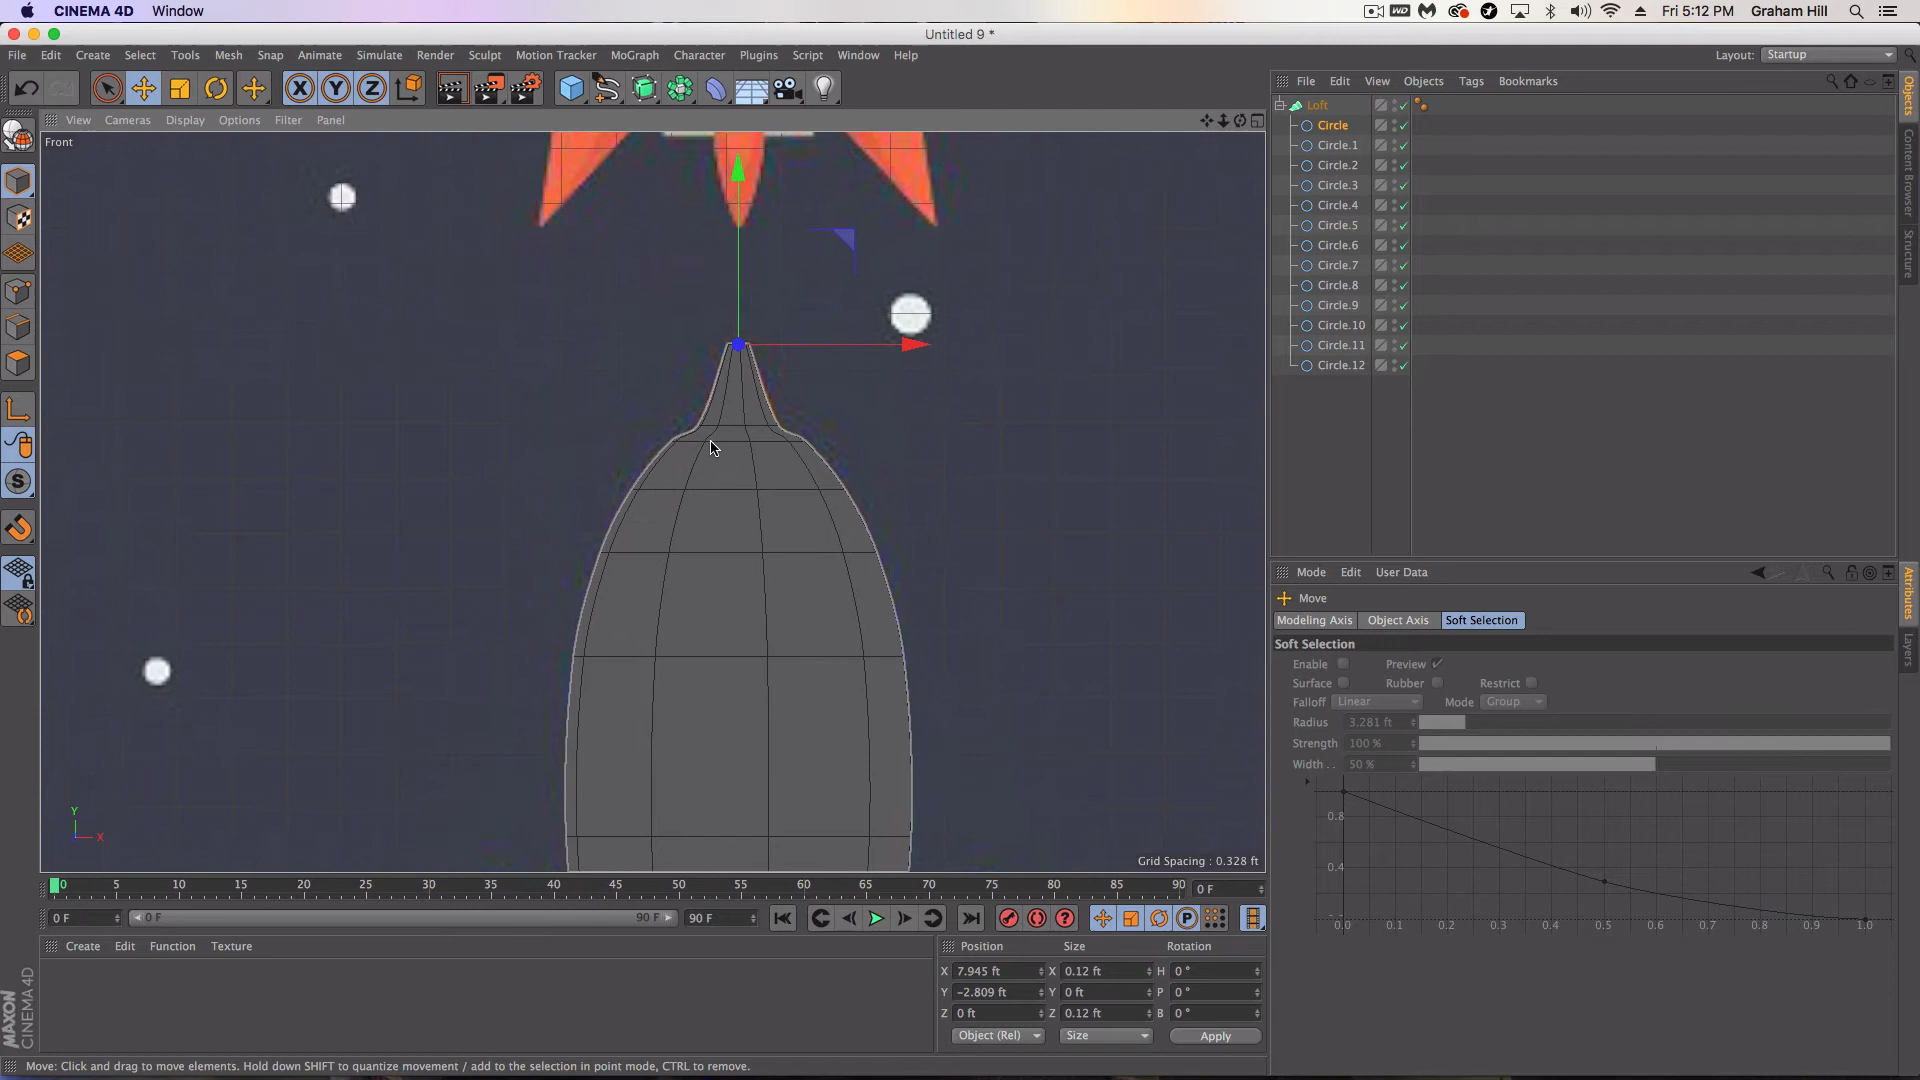 CINEMA 4D Window WD Fri 5:12 PM Graham Hill
Untitled 9 *
File Edit Create Select Tools Mesh Snap Animate Simulate Render Sculpt Motion Tracker MoGraph Character Plugins Script Window Help Layout: Startup
X Y Z
File Edit View Objects Tags Bookmarks
View Cameras Display Options Filter Panel
Front
Loft
Circle
Circle.1
Circle.2
Circle.3
Circle.4
Circle.5
Circle.6
Circle.7
Circle.8
Circle.9
Circle.10
Circle.11
Circle.12
Objects
Content Browser
Structure
S
Mode Edit User Data
Move
Modeling Axis Object Axis Soft Selection
Soft Selection
Enable Preview
Surface Rubber Restrict
Falloff Linear Mode Group
Radius 3.281 ft
Strength 100 %
Width . . 50 %
0.8
0.4
0.0 0.1 0.2 0.3 0.4 0.5 0.6 0.7 0.8 0.9 1.0
Attributes
Layers
Y
X
Grid Spacing : 0.328 ft
0 5 10 15 20 25 30 35 40 45 50 55 60 65 70 75 80 85 90 0 F
0 F 0 F 90 F 90 F ? P
Create Edit Function Texture
Position Size Rotation
X 7.945 ft X 0.12 ft H 0 °
Y -2.809 ft Y 0 ft P 0 °
Z 0 ft Z 0.12 ft B 0 °
Object (Rel) Size Apply
MAXON
CINEMA 4D
Move: Click and drag to move elements. Hold down SHIFT to quantize movement / add to the selection in point mode, CTRL to remove.